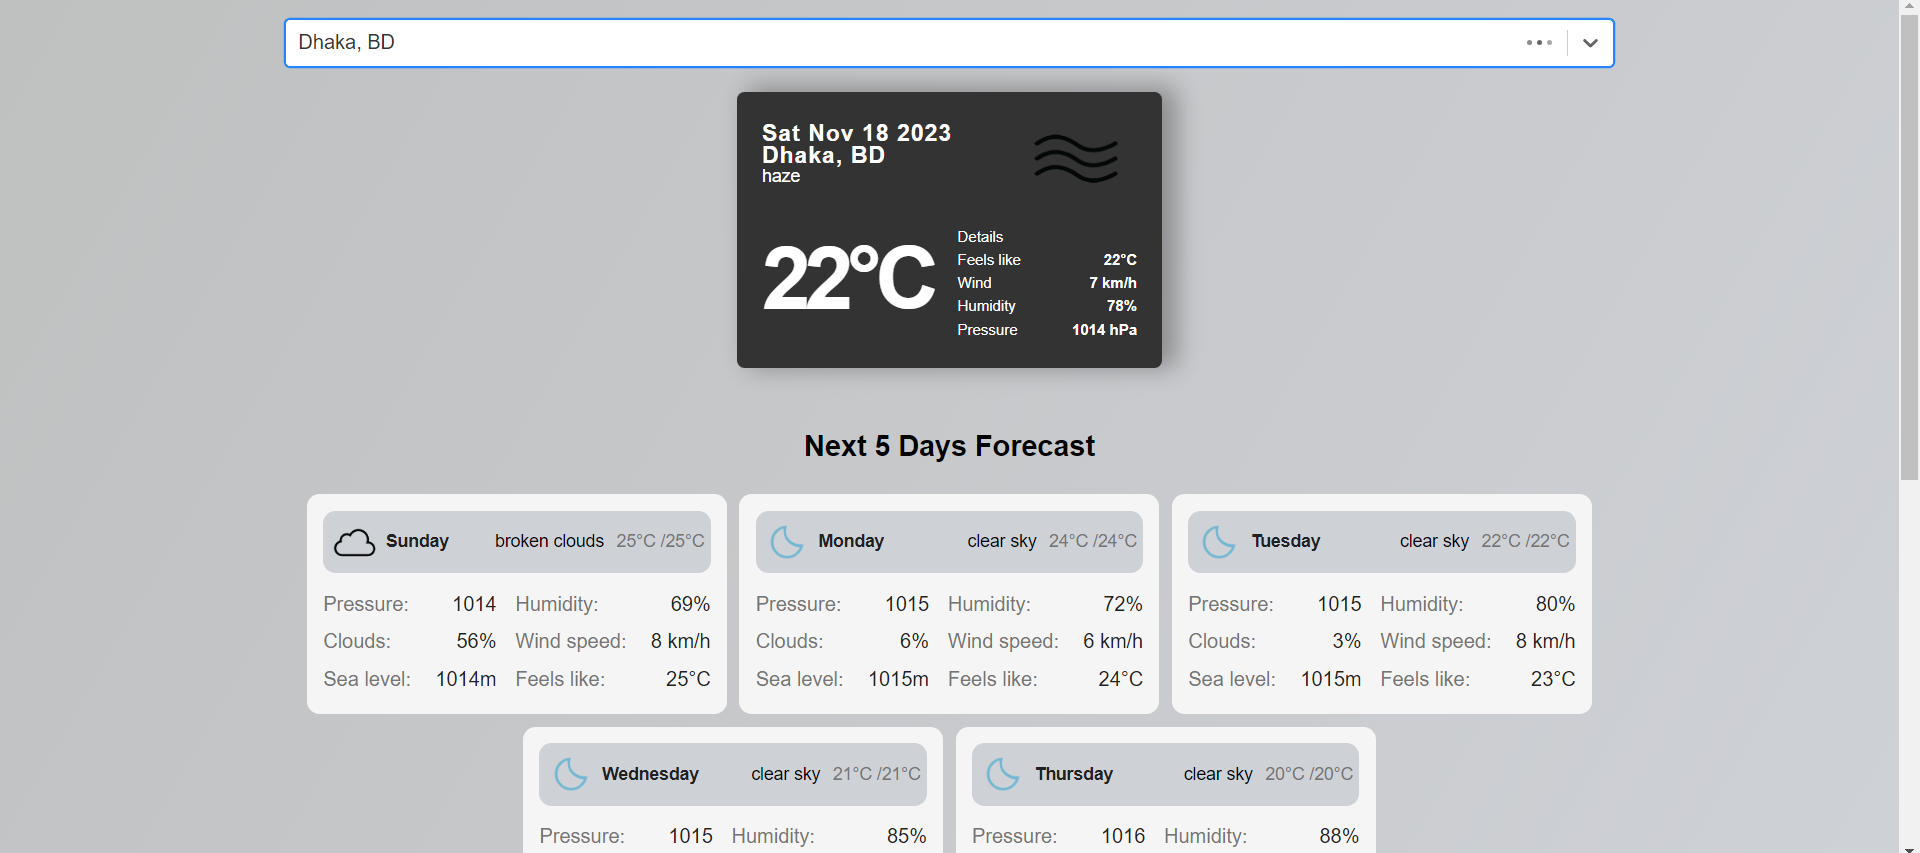 Dhaka, BD
Sat Nov 18 2023
Dhaka, BD
haze
22°C
Details
Feels like 22°C
Wind 7 km/h
Humidity 78%
Pressure 1014 hPa
Next 5 Days Forecast
Sunday broken clouds 25°C /25°C
Pressure: 1014 Humidity: 69%
Clouds: 56% Wind speed: 8 km/h
Sea level: 1014m Feels like: 25°C
Monday clear sky 24°C /24°C
Pressure: 1015 Humidity: 72%
Clouds: 6% Wind speed: 6 km/h
Sea level: 1015m Feels like: 24°C
Tuesday clear sky 22°C /22°C
Pressure: 1015 Humidity: 80%
Clouds: 3% Wind speed: 8 km/h
Sea level: 1015m Feels like: 23°C
Wednesday clear sky 21°C /21°C
Pressure: 1015 Humidity: 85%
Thursday clear sky 20°C /20°C
Pressure: 1016 Humidity: 88%